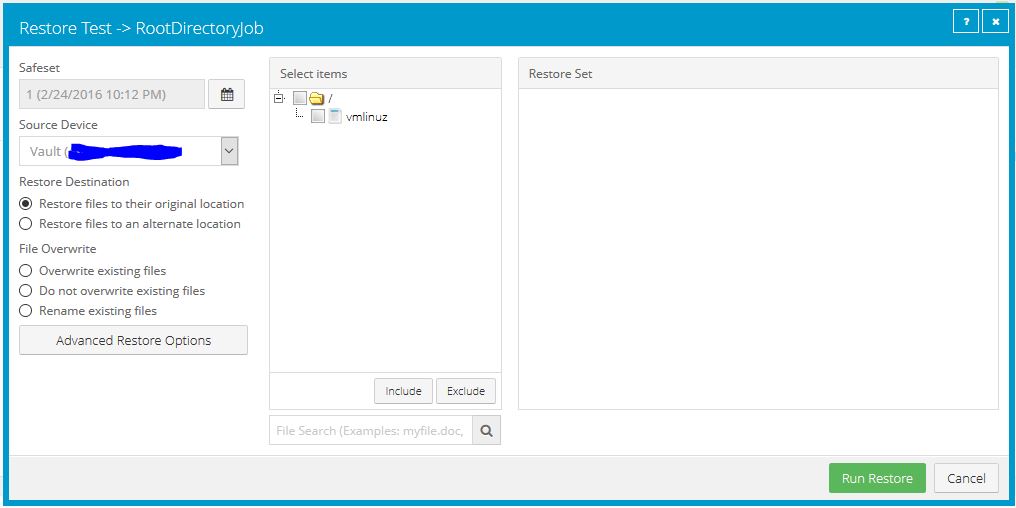 Restore Test -> RootDirectoryJob
?
×
Safeset
1 (2/24/2016 10:12 PM)
Source Device
Vault (
Restore Destination
Restore files to their original location
Restore files to an alternate location
File Overwrite
Overwrite existing files
Do not overwrite existing files
Rename existing files
Advanced Restore Options
Select items
/
vmlinuz
Include
Exclude
File Search (Examples: myfile.doc,
Restore Set
Run Restore
Cancel